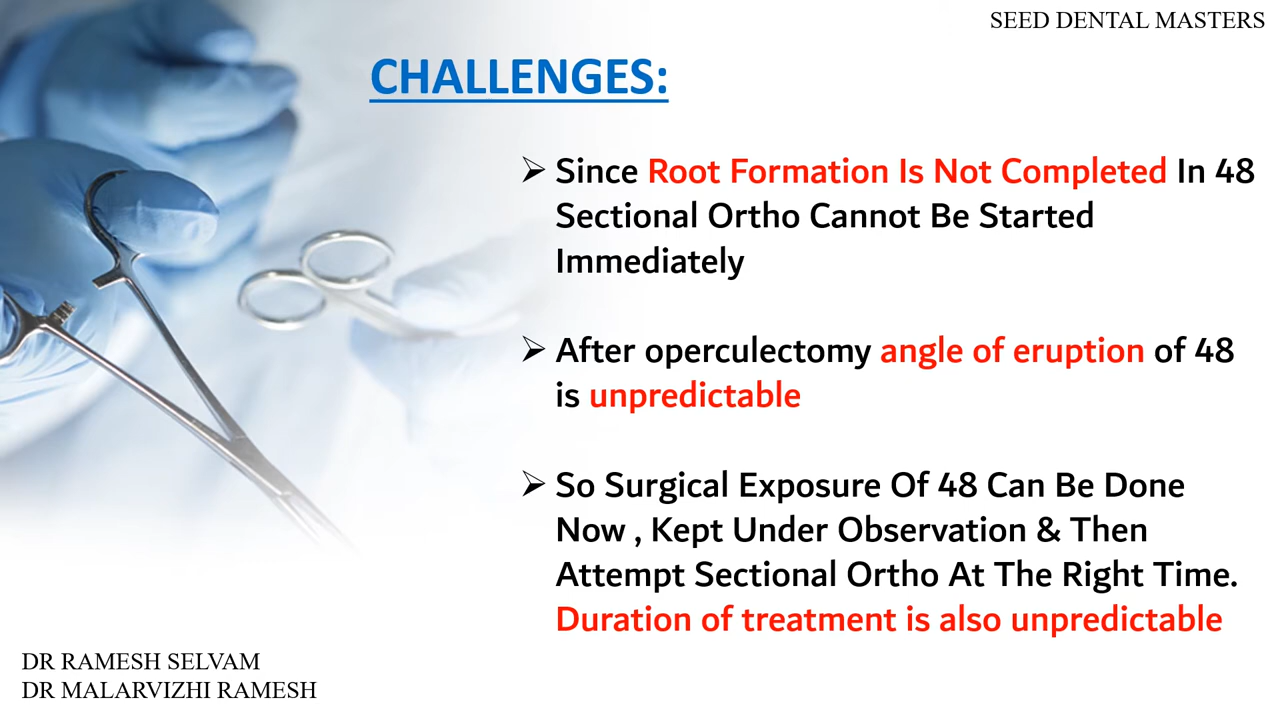 SEED DENTAL MASTERS
CHALLENGES:
➢ Since Root Formation Is Not Completed In 48
Sectional Ortho Cannot Be Started
Immediately
➢ After operculectomy angle of eruption of 48
is unpredictable
➢ So Surgical Exposure Of 48 Can Be Done
Now , Kept Under Observation & Then
Attempt Sectional Ortho At The Right Time.
Duration of treatment is also unpredictable
DR RAMESH SELVAM
DR MALARVIZHI RAMESH